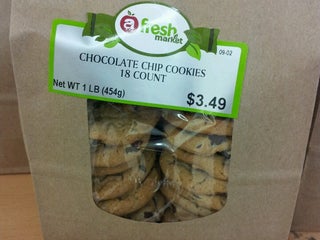 a fresh
market
09-02
CHOCOLATE CHIP COOKIES
18 COUNT
Net WT 1 LB (454g)
$3.49